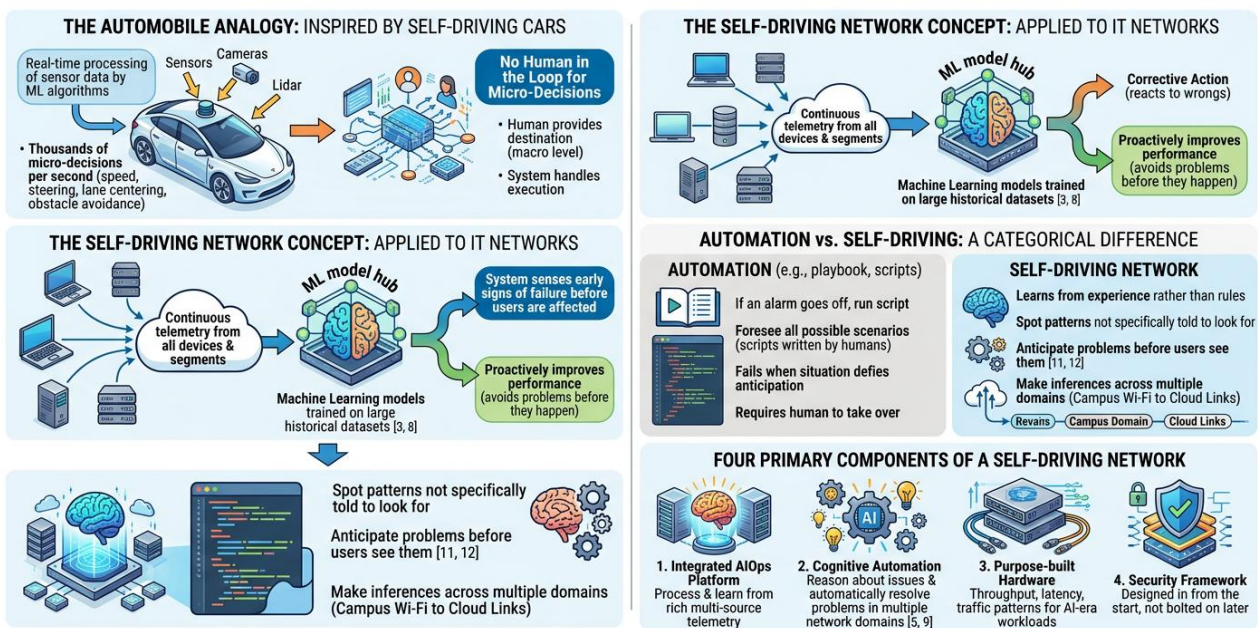 THE AUTOMOBILE ANALOGY: INSPIRED BY SELF-DRIVING CARS
Real-time processing
of sensor data by
ML algorithms
Sensors
Cameras
Lidar
• Thousands of
micro-decisions
per second (speed,
steering, lane centering,
obstacle avoidance)
No Human in
the Loop for
Micro-Decisions
• Human provides
destination
(macro level)
• System handles
execution
THE SELF-DRIVING NETWORK CONCEPT: APPLIED TO IT NETWORKS
Continuous
telemetry from
all devices &
segments
ML model hub
Machine Learning models
trained on large
historical datasets [3, 8]
System senses early
signs of failure before
users are affected
Proactively improves
performance
(avoids problems before
they happen)
Spot patterns not specifically
told to look for
Anticipate problems before
users see them [11, 12]
Make inferences across multiple domains
(Campus Wi-Fi to Cloud Links)
THE SELF-DRIVING NETWORK CONCEPT: APPLIED TO IT NETWORKS
Continuous
telemetry from all
devices & segments
ML model hub
Machine Learning models trained
on large historical datasets [3, 8]
Corrective Action
(reacts to wrongs)
Proactively improves
performance
(avoids problems
before they happen)
AUTOMATION vs. SELF-DRIVING: A CATEGORICAL DIFFERENCE
AUTOMATION (e.g., playbook, scripts)
If an alarm goes off, run script
Foresee all possible scenarios
(scripts written by humans)
Fails when situation defies
anticipation
Requires human to take over
SELF-DRIVING NETWORK
Learns from experience rather than rules
Spot patterns not specifically told to look for
Anticipate problems before users see
them [11, 12]
Make inferences across multiple
domains (Campus Wi-Fi to Cloud Links)
Revans
Campus Domain
Cloud Links
FOUR PRIMARY COMPONENTS OF A SELF-DRIVING NETWORK
1. Integrated AIOps
Platform
Process & learn from
rich multi-source
telemetry
AI
2. Cognitive Automation
Reason about issues &
automatically resolve
problems in multiple
network domains [5, 9]
3. Purpose-built
Hardware
Throughput, latency,
traffic patterns for AI-era
workloads
4. Security Framework
Designed in from the
start, not bolted on later